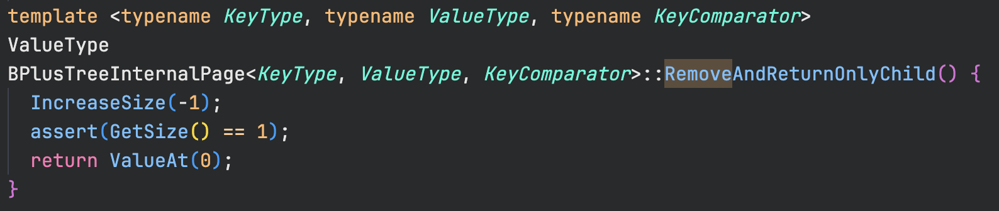 template <typename KeyType, typename ValueType, typename KeyComparator>
ValueType
BPlusTreeInternalPage<KeyType, ValueType, KeyComparator>::RemoveAndReturnOnlyChild() {
  IncreaseSize(-1);
  assert(GetSize() == 1);
  return ValueAt(0);
}